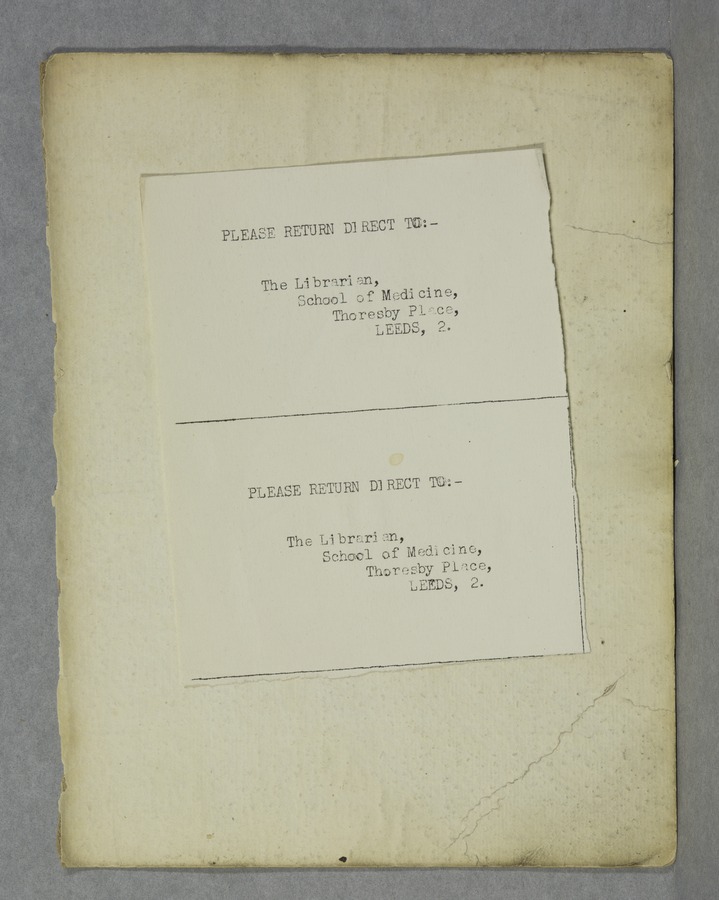 PLEASE RETURN DIRECT TO:-
The Librarian,
School of Medicine,
Thoresby Place,
LEEDS, 2.
PLEASE RETURN DIRECT TO:-
The Librarian,
School of Medicine,
Thoresby Place,
LEEDS, 2.